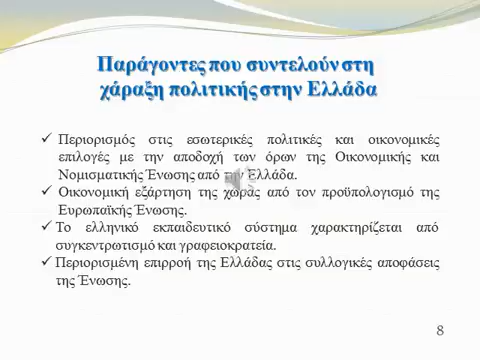 Παράγοντες που συντελούν στη
χάραξη πολιτικής στην Ελλάδα
✓ Περιορισμός στις εσωτερικές πολιτικές και οικονομικές
επιλογές με την αποδοχή των όρων της Οικονομικής και
Νομισματικής Ένωσης από την Ελλάδα.
✓ Οικονομική εξάρτηση της χώρας από τον προϋπολογισμό της
Ευρωπαϊκής Ένωσης.
✓ Το ελληνικό εκπαιδευτικό σύστημα χαρακτηρίζεται από
συγκεντρωτισμό και γραφειοκρατεία.
✓ Περιορισμένη επιρροή της Ελλάδας στις συλλογικές αποφάσεις
της Ένωσης.
8